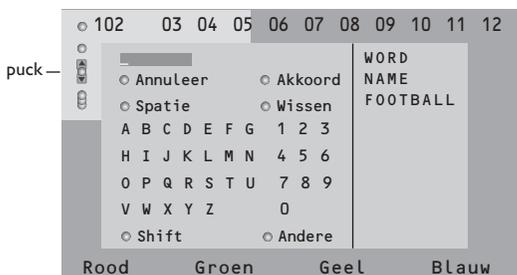 102 03 04 05 06 07 08 09 10 11 12
puck
Annuleer Akkoord
Spatie Wissen
A B C D E F G 1 2 3
H I J K L M N 4 5 6
O P Q R S T U 7 8 9
V W X Y Z 0
Shift Andere
WORD
NAME
FOOTBALL
Rood Groen Geel Blauw